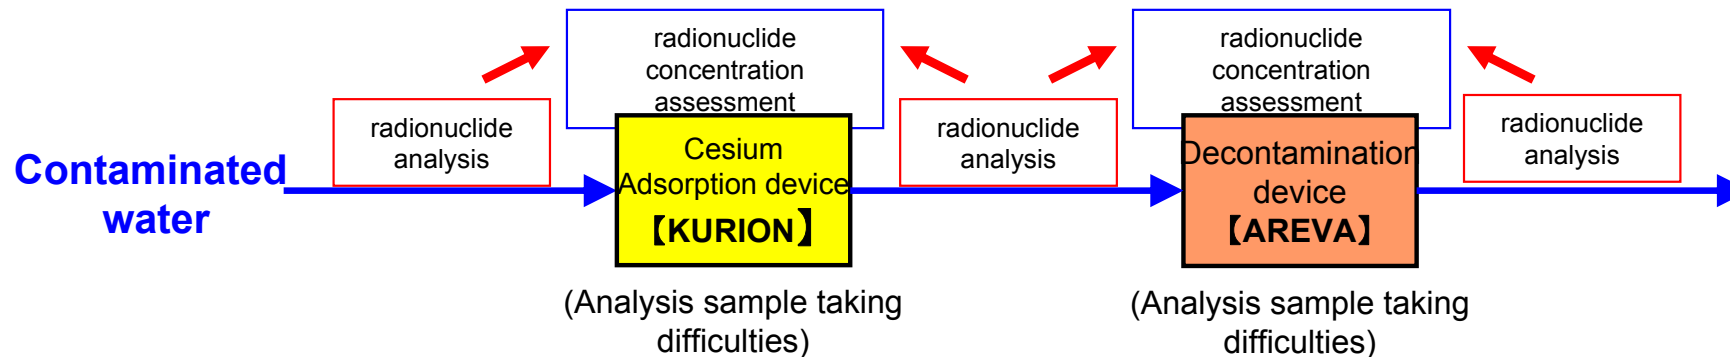 radionuclide
concentration
assessment
radionuclide
concentration
assessment
radionuclide
analysis
radionuclide
analysis
radionuclide
analysis
Contaminated
water
Cesium
Adsorption device
【KURION】
Decontamination
device
【AREVA】
(Analysis sample taking
difficulties)
(Analysis sample taking
difficulties)